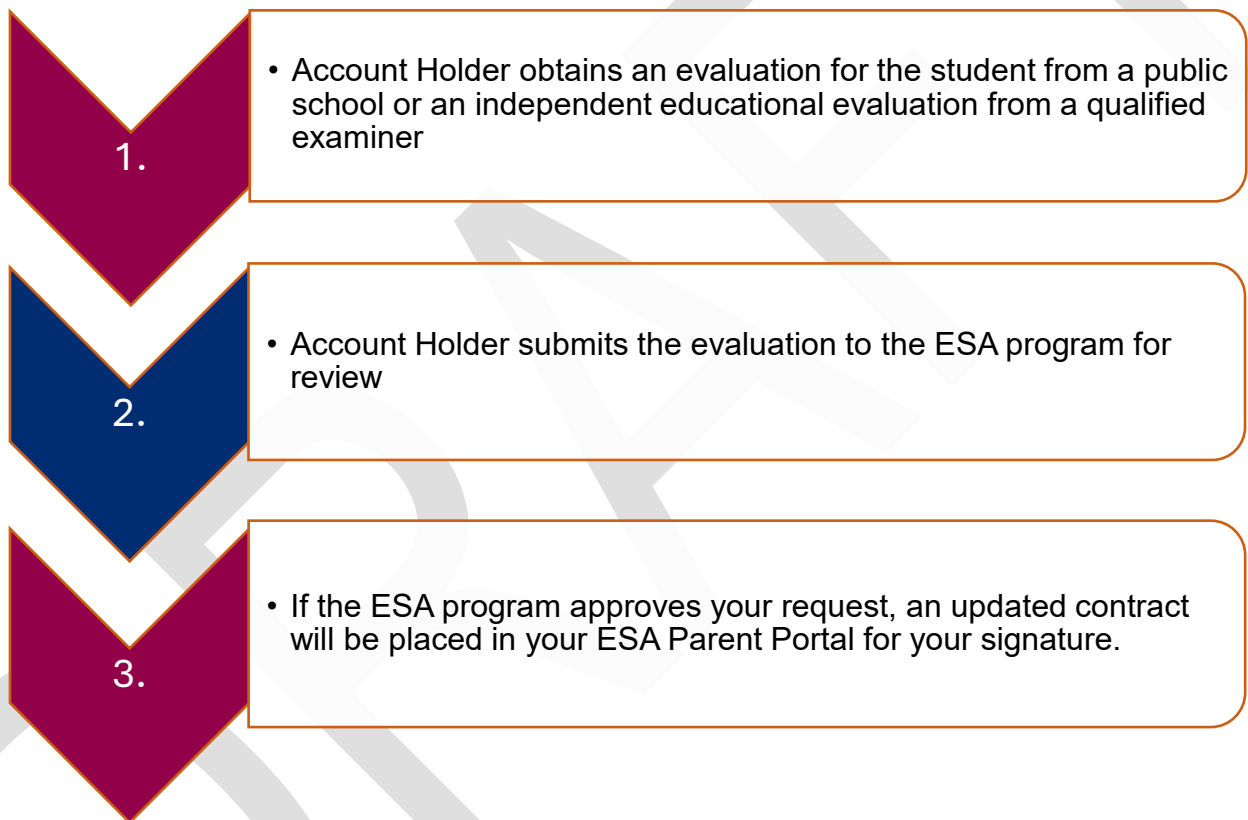 1.
• Account Holder obtains an evaluation for the student from a public
school or an independent educational evaluation from a qualified
examiner
2.
• Account Holder submits the evaluation to the ESA program for
review
3.
• If the ESA program approves your request, an updated contract
will be placed in your ESA Parent Portal for your signature.
DRAFT